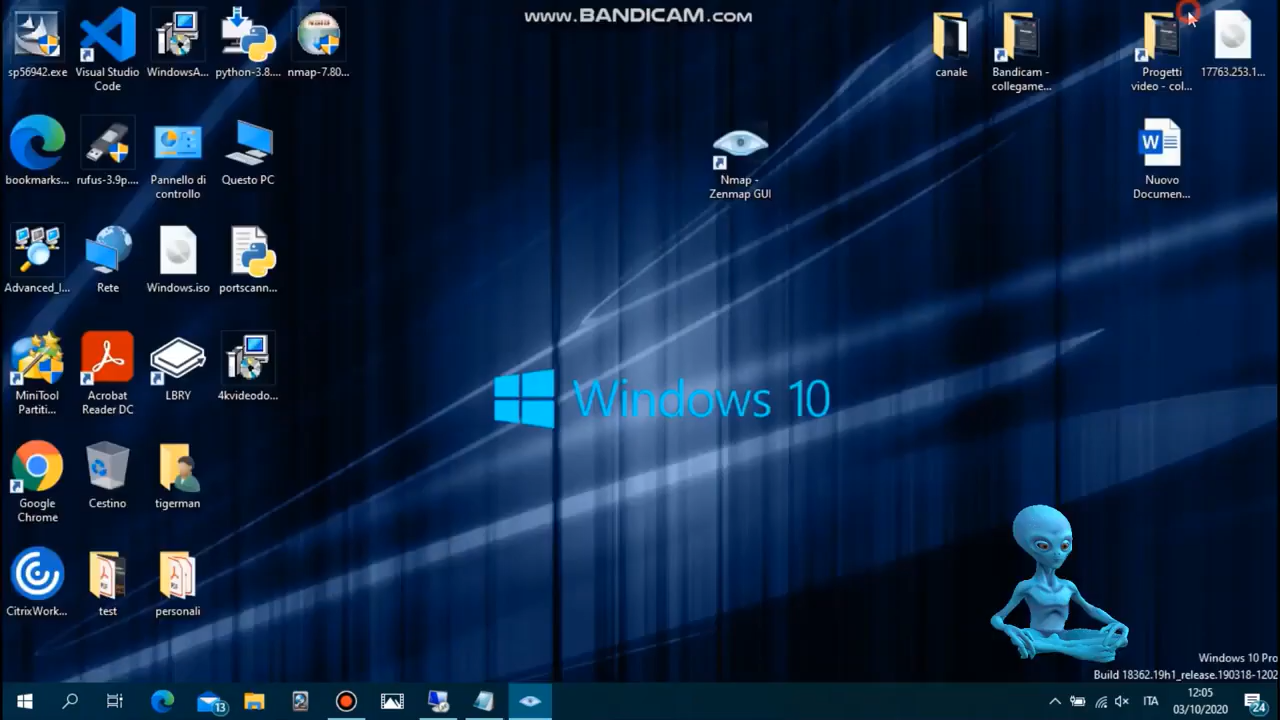 www.BANDICAM.com
sp56942.exe
Visual Studio
Code
WindowsA...
python-3.8....
nmap-7.80...
canale
Bandicam -
collegame...
Progetti
video - col...
17763.253.1...
bookmarks...
rufus-3.9p....
Pannello di
controllo
Questo PC
Nmap -
Zenmap GUI
Nuovo
Documen...
Advanced_I...
Rete
Windows.iso
portscann...
MiniTool
Partiti...
Acrobat
Reader DC
LBRY
4kvideodo...
Windows 10
Google
Chrome
Cestino
tigerman
CitrixWork...
test
personali
Windows 10 Pro
Build 18362.19h1_release.190318-1202
13
ITA
12:05
03/10/2020
24